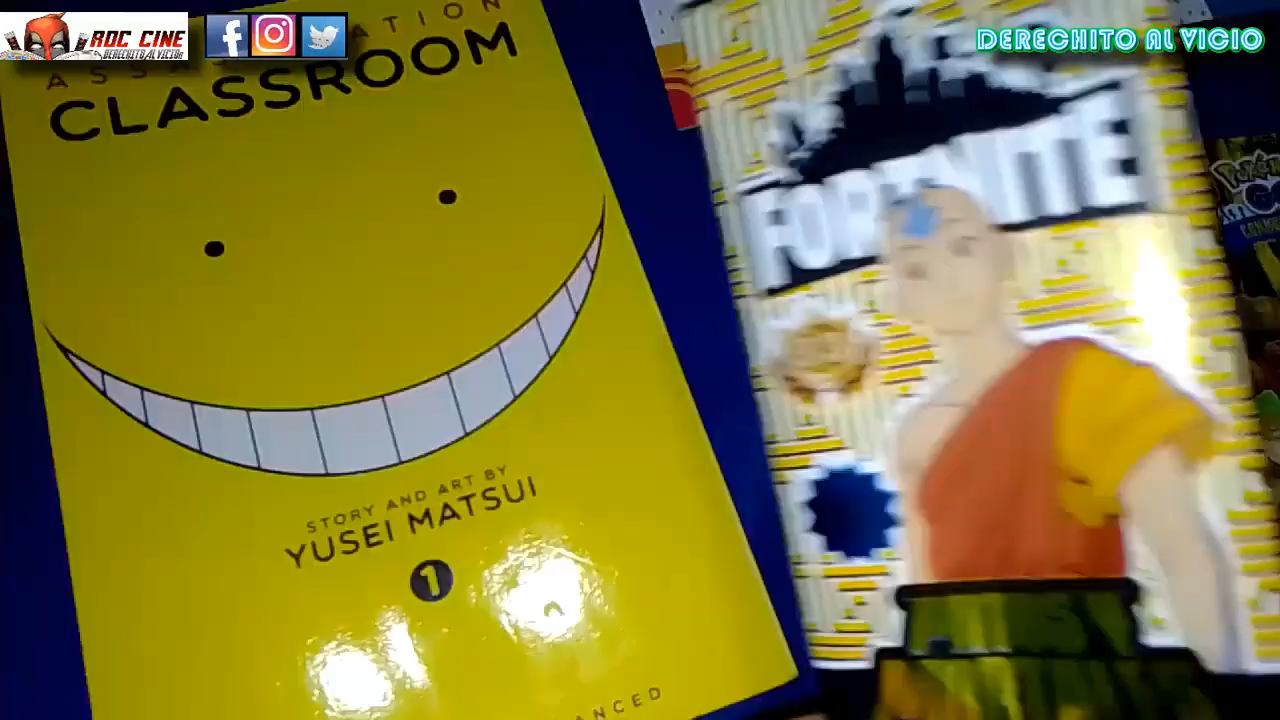 ROC CINE
DERECHITO AL VICIO!
DERECHITO AL VICIO
CLASSROOM
STORY AND ART BY
YUSEI MATSUI
1
FORTNITE